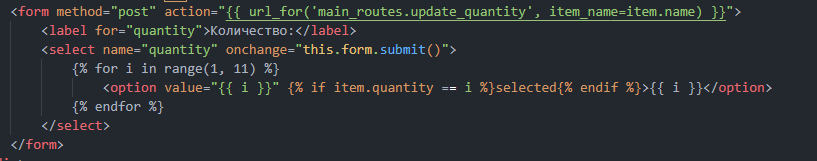 <form method="post" action="{{ url_for('main_routes.update_quantity', item_name=item.name) }}">
<label for="quantity">Количество:</label>
<select name="quantity" onchange="this.form.submit()">
{% for i in range(1, 11) %}
<option value="{{ i }}" {% if item.quantity == i %}selected{% endif %}>{{ i }}</option>
{% endfor %}
</select>
</form>